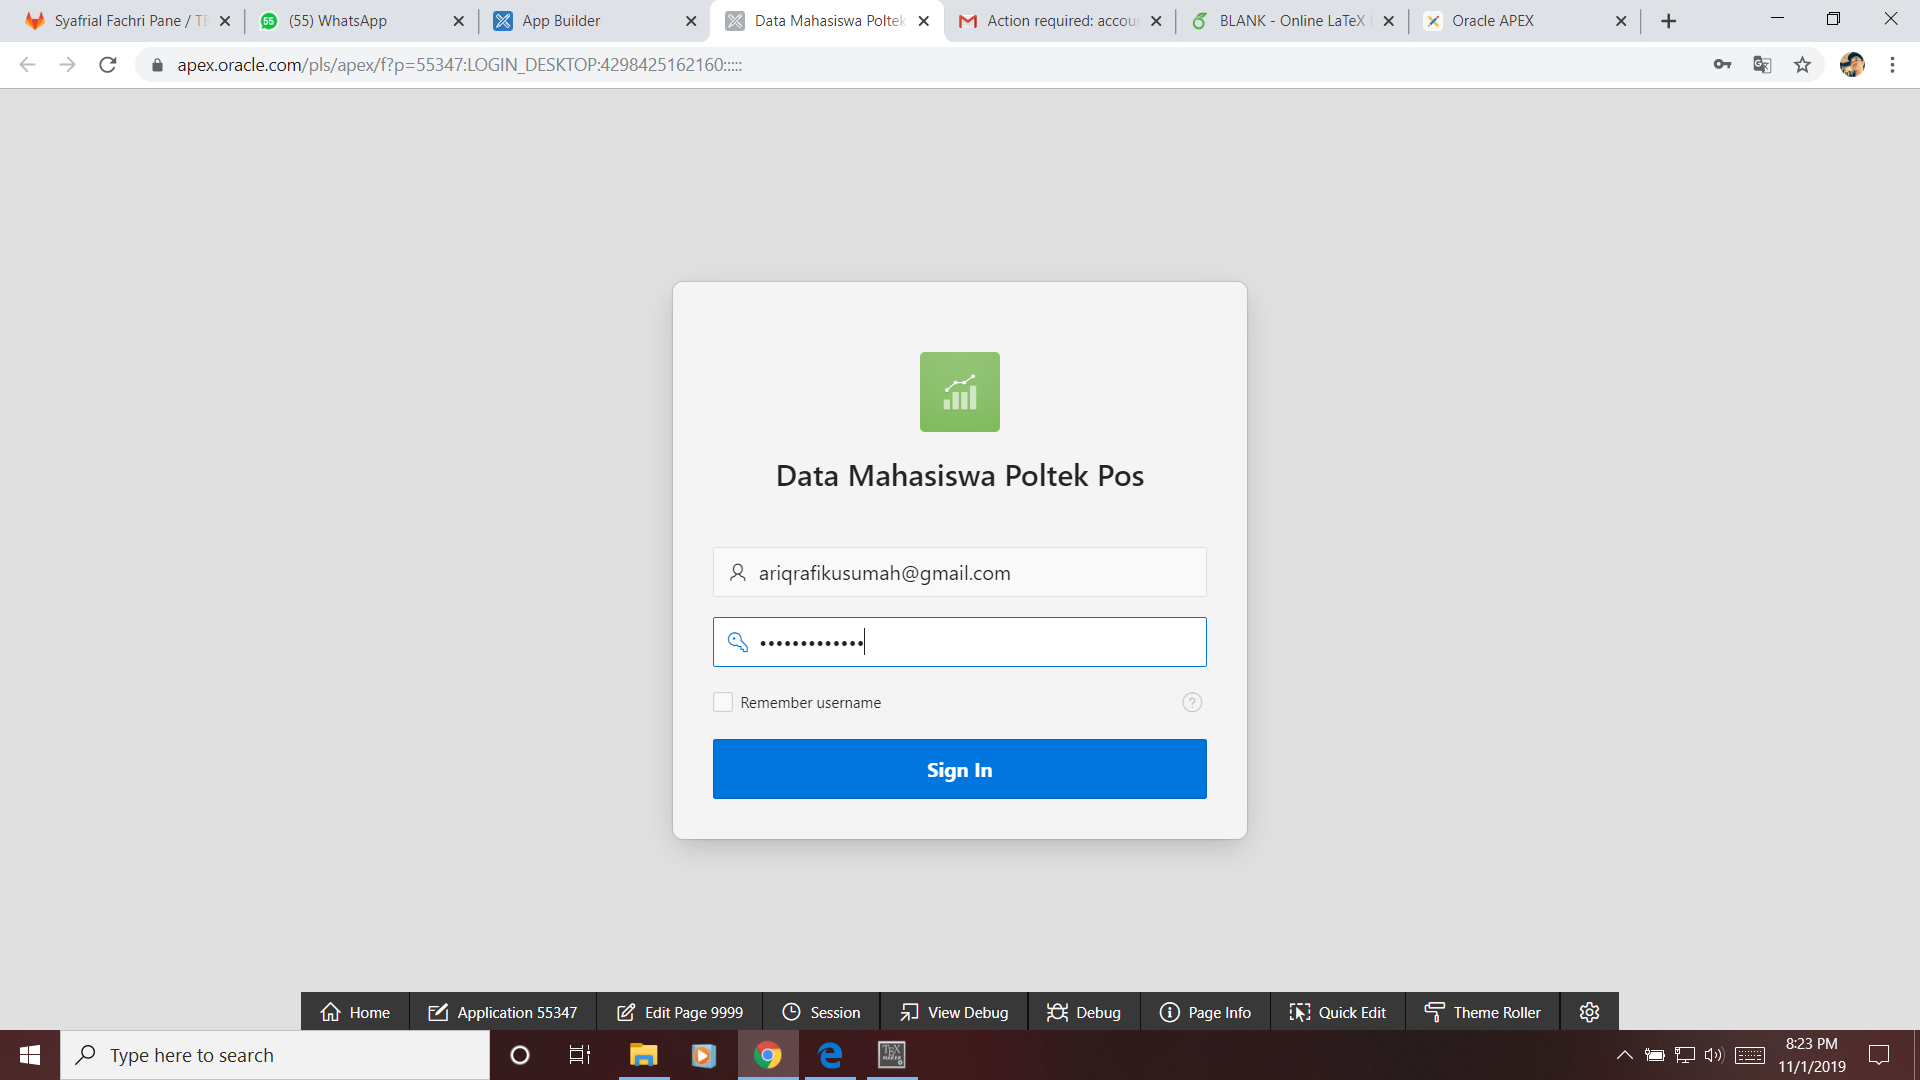 Syafrial Fachri Pane / TE
(55) WhatsApp
App Builder
Data Mahasiswa Poltek
Action required: accou
BLANK - Online LaTeX
Oracle APEX
apex.oracle.com/pls/apex/f?p=55347:LOGIN_DESKTOP:4298425162160:::::
Data Mahasiswa Poltek Pos
ariqrafikusumah@gmail.com
•••••••••••••
Remember username
?
Sign In
Home
Application 55347
Edit Page 9999
Session
View Debug
Debug
Page Info
Quick Edit
Theme Roller
Type here to search
8:23 PM
11/1/2019